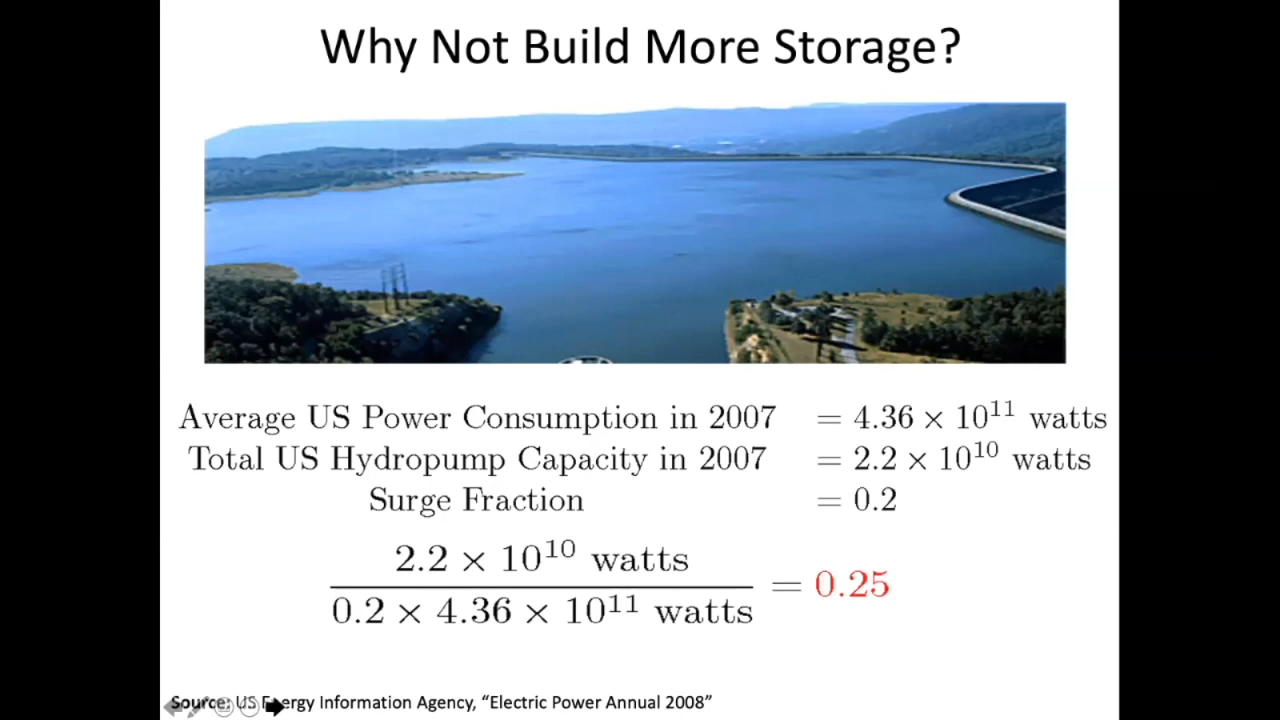 Why Not Build More Storage?
Average US Power Consumption in 2007 = 4.36 × 10¹¹ watts
Total US Hydropump Capacity in 2007 = 2.2 × 10¹⁰ watts
Surge Fraction = 0.2
2.2 × 10¹⁰ watts
0.2 × 4.36 × 10¹¹ watts
= 0.25
Source: US Energy Information Agency, “Electric Power Annual 2008”